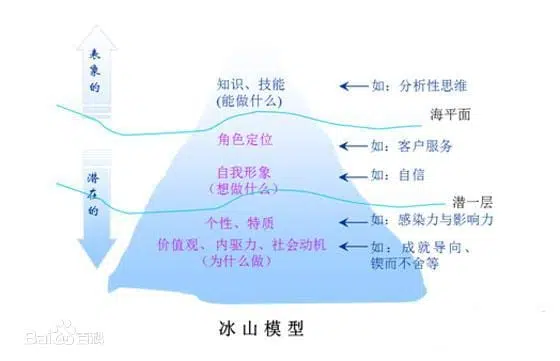 表象的
知识、技能
(能做什么)
如：分析性思维
海平面
角色定位
如：客户服务
潜在的
自我形象
（想做什么）
如：自信
潜一层
个性、特质
如：感染力与影响力
价值观、内驱力、社会动机
（为什么做）
如：成就导向、
锲而不舍等
冰山模型
Bai百科